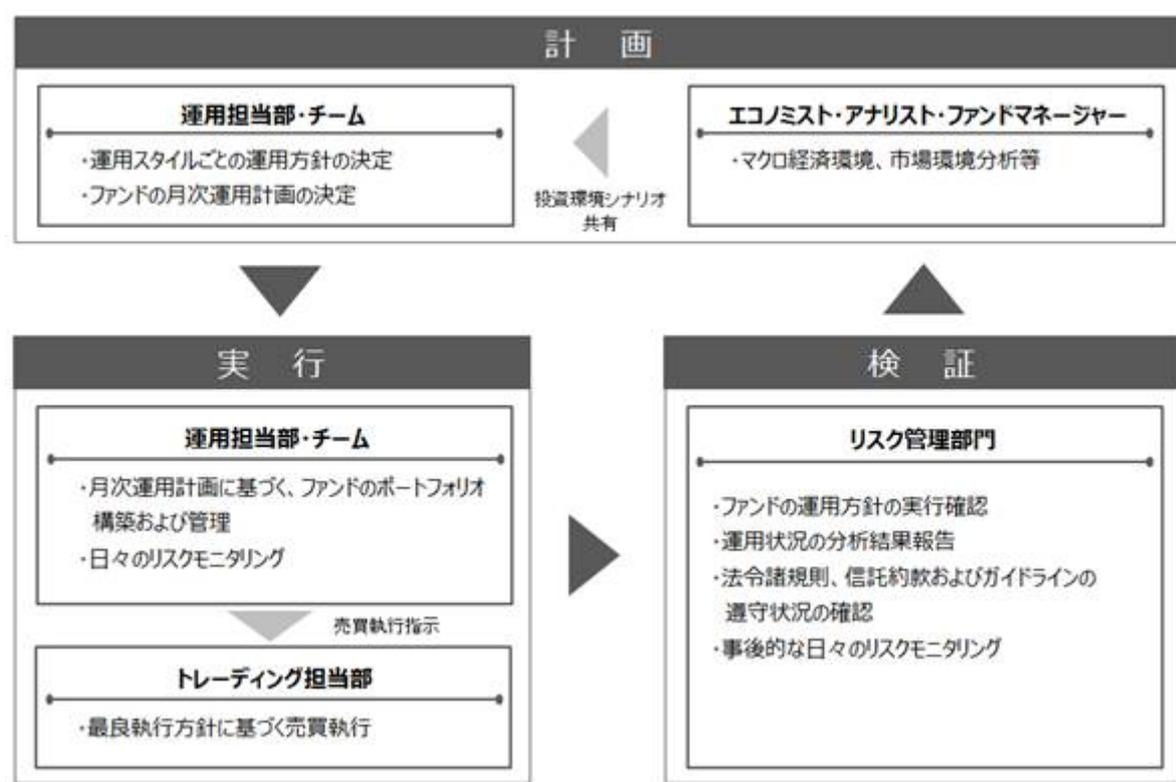 計 画
運用担当部・チーム
・運用スタイルごとの運用方針の決定
・ファンドの月次運用計画の決定
投資環境シナリオ
共有
エコノミスト・アナリスト・ファンドマネージャー
・マクロ経済環境、市場環境分析等
実 行
運用担当部・チーム
・月次運用計画に基づく、ファンドのポートフォリオ
構築および管理
・日々のリスクモニタリング
売買執行指示
トレーディング担当部
・最良執行方針に基づく売買執行
検 証
リスク管理部門
・ファンドの運用方針の実行確認
・運用状況の分析結果報告
・法令諸規則、信託約款およびガイドラインの
遵守状況の確認
・事後的な日々のリスクモニタリング